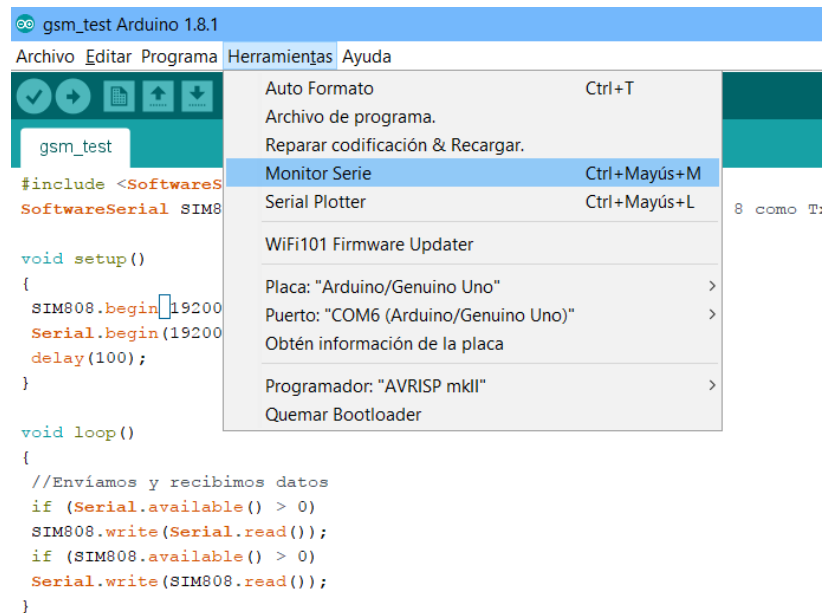 gsm_test Arduino 1.8.1
Archivo Editar Programa Herramientas Ayuda
Auto Formato Ctrl+T
Archivo de programa.
Reparar codificación & Recargar.
Monitor Serie Ctrl+Mayús+M
Serial Plotter Ctrl+Mayús+L
WiFi101 Firmware Updater
Placa: "Arduino/Genuino Uno"
Puerto: "COM6 (Arduino/Genuino Uno)"
Obtén información de la placa
Programador: "AVRISP mkII"
Quemar Bootloader
gsm_test
#include <SoftwareS
SoftwareSerial SIM8 8 como
void setup()
{
SIM808.begin(19200
Serial.begin(19200
delay(100);
}
void loop()
{
//Envíamos y recibimos datos
if (Serial.available() > 0)
SIM808.write(Serial.read());
if (SIM808.available() > 0)
Serial.write(SIM808.read());
}